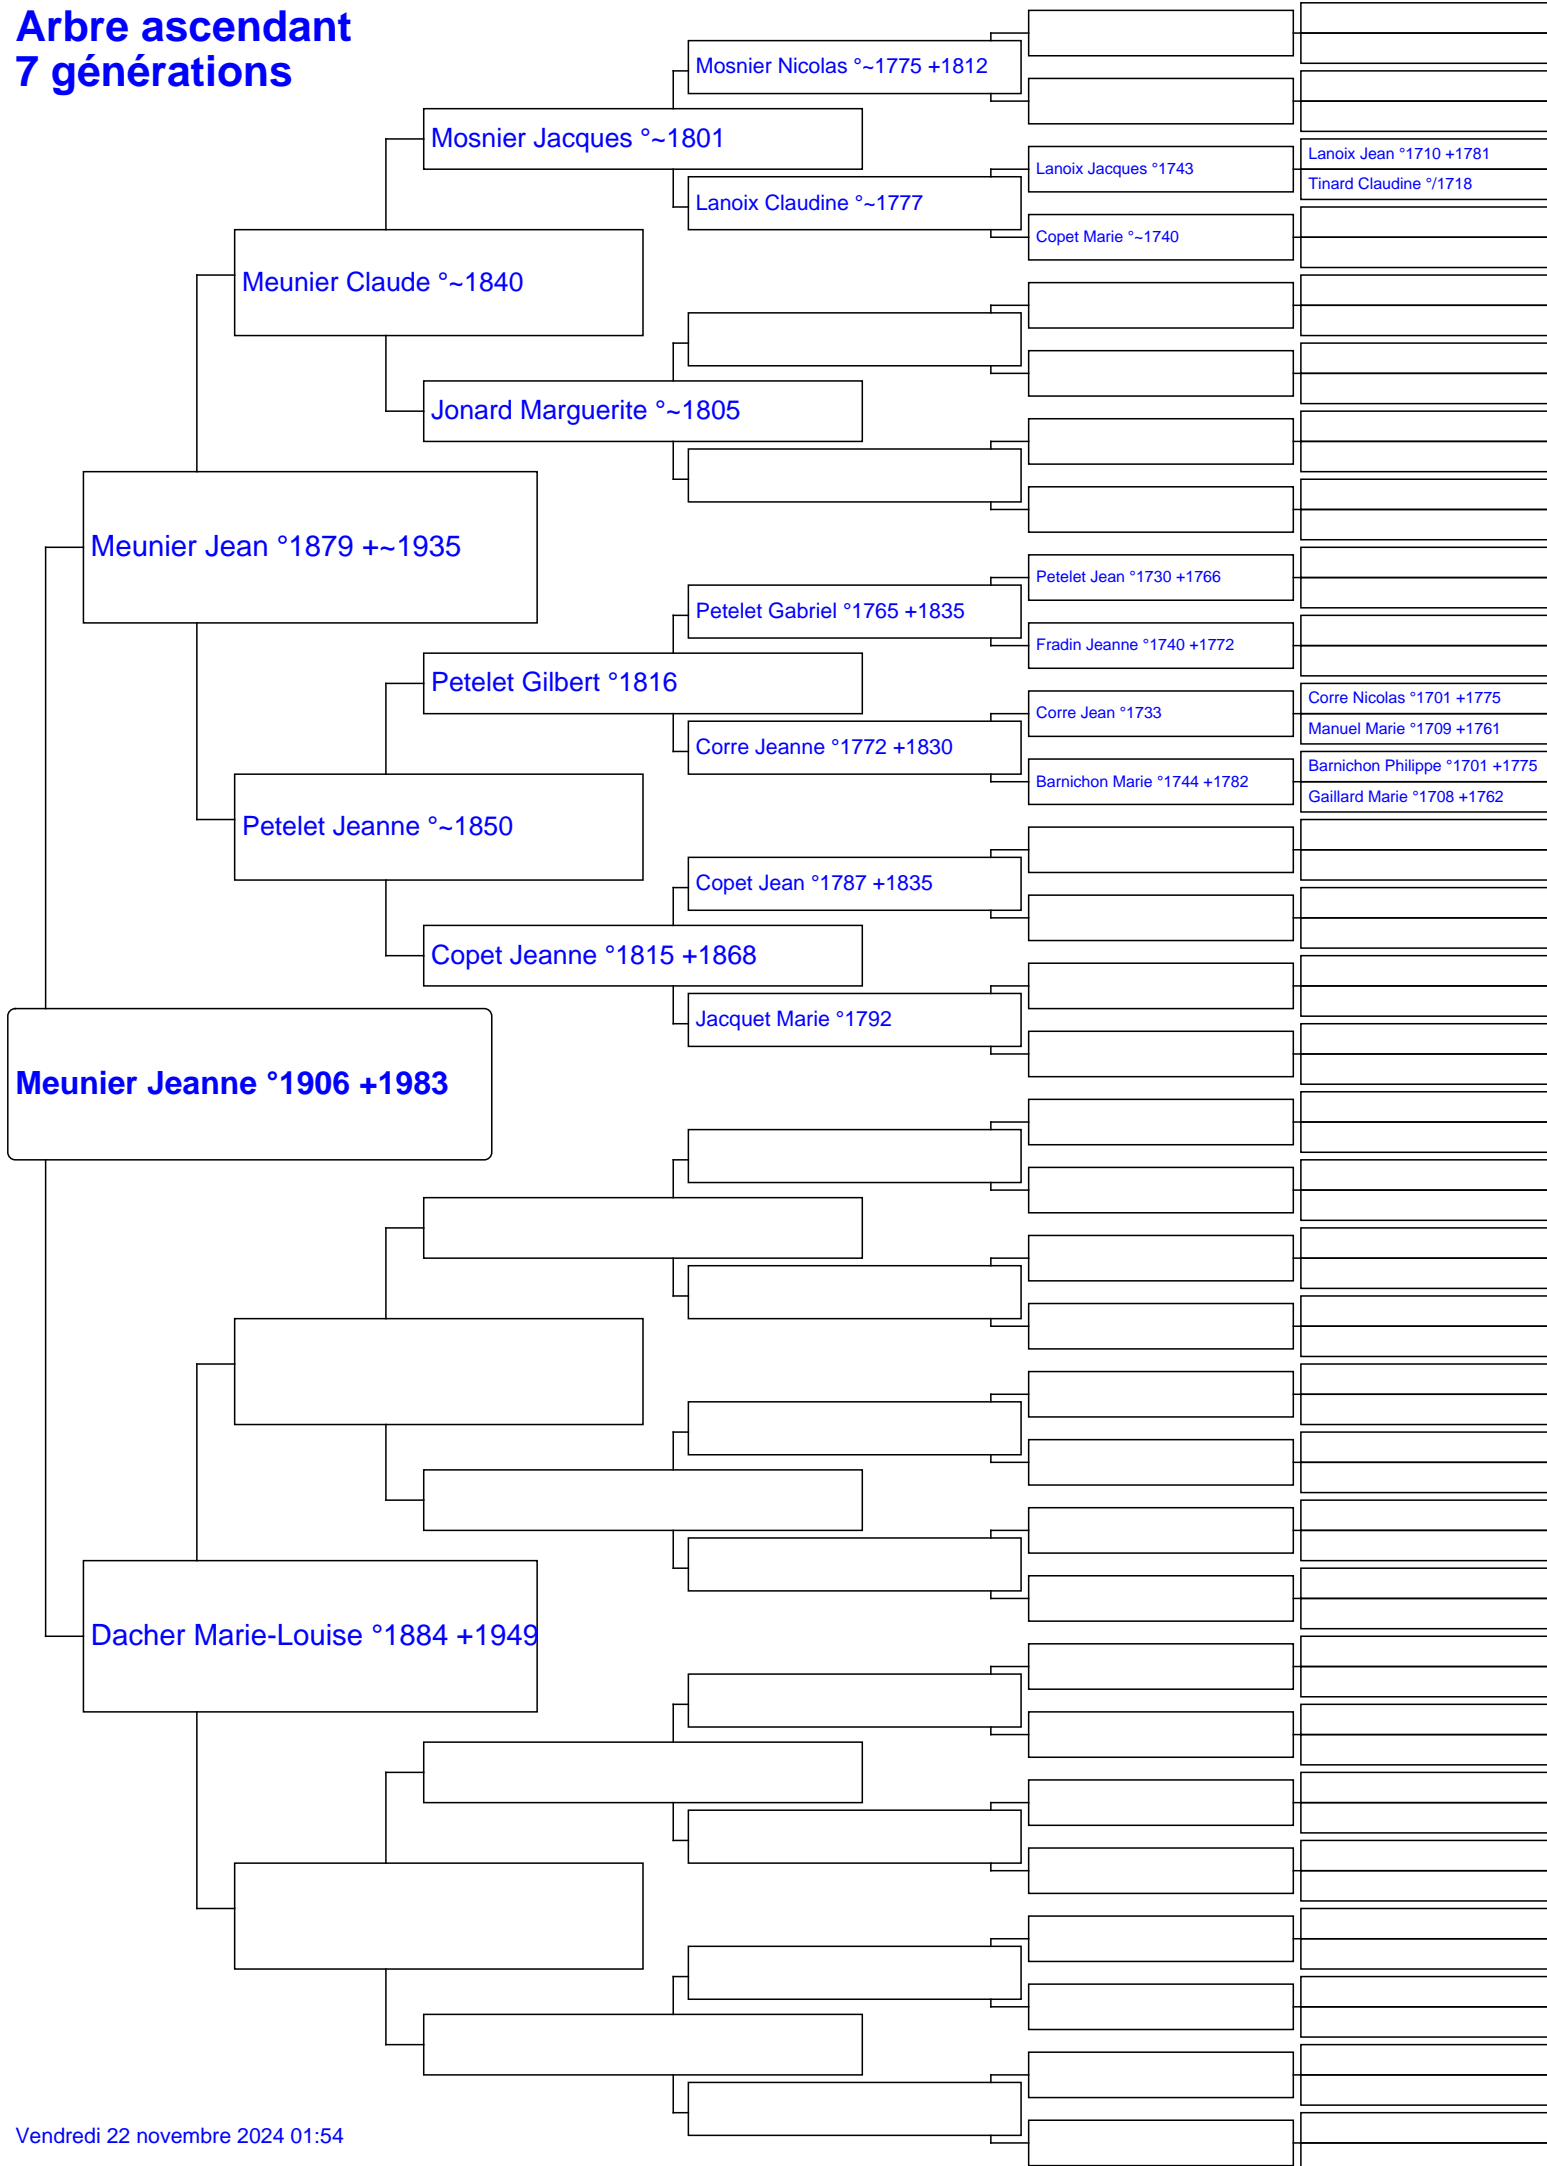 Arbre ascendant
7 générations
Mosnier Nicolas °~1775 +1812
Mosnier Jacques °~1801
Lanoix Jean °1710 +1781
Lanoix Jacques °1743
Tinard Claudine °/1718
Lanoix Claudine °~1777
Copet Marie °~1740
Meunier Claude °~1840
Jonard Marguerite °~1805
Meunier Jean °1879 +~1935
Petelet Jean °1730 +1766
Petelet Gabriel °1765 +1835
Fradin Jeanne °1740 +1772
Petelet Gilbert °1816
Corre Nicolas °1701 +1775
Corre Jean °1733
Manuel Marie °1709 +1761
Corre Jeanne °1772 +1830
Barnichon Philippe °1701 +1775
Barnichon Marie °1744 +1782
Gaillard Marie °1708 +1762
Petelet Jeanne °~1850
Copet Jean °1787 +1835
Copet Jeanne °1815 +1868
Jacquet Marie °1792
Meunier Jeanne °1906 +1983
Dacher Marie-Louise °1884 +1949
Vendredi 22 novembre 2024 01:54